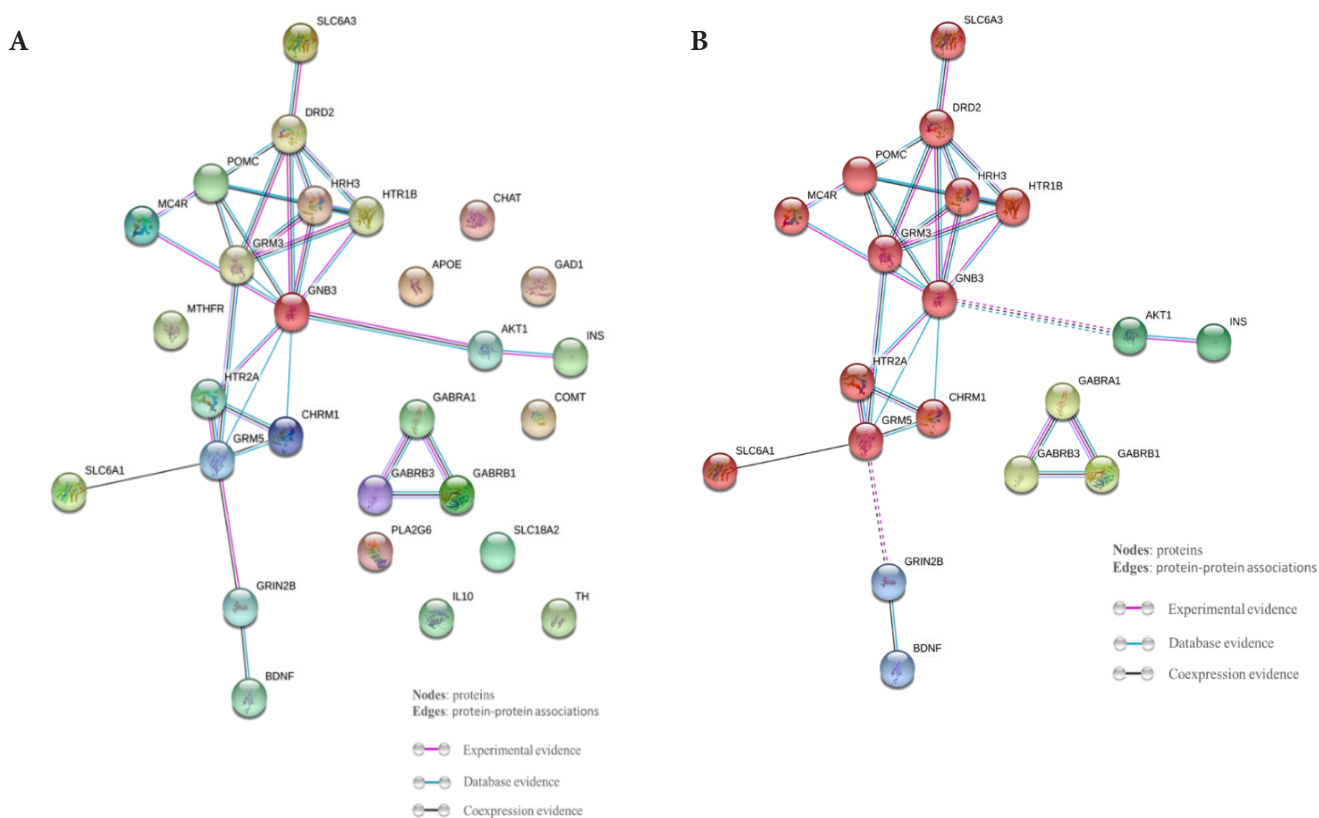 A
SLC6A3
DRD2
POMC
HRH3
HTR1B
MC4R
CHAT
GRM3
APOE
GAD1
GNB3
MTHFR
AKT1
INS
HTR2A
GABRA1
COMT
CHRM1
GRM5
SLC6A1
GABRB3
GABRB1
PLA2G6
SLC18A2
GRIN2B
IL10
TH
BDNF
Nodes: proteins
Edges: protein-protein associations
Experimental evidence
Database evidence
Coexpression evidence
B
SLC6A3
DRD2
POMC
HRH3
HTR1B
MC4R
GRM3
GNB3
AKT1
INS
HTR2A
GABRA1
CHRM1
GRM5
SLC6A1
GABRB3
GABRB1
GRIN2B
BDNF
Nodes: proteins
Edges: protein-protein associations
Experimental evidence
Database evidence
Coexpression evidence